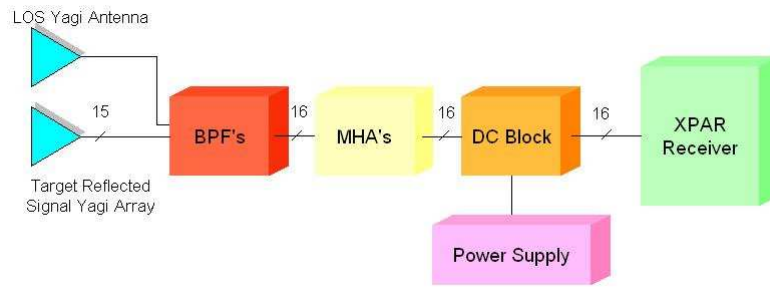 LOS Yagi Antenna
15
BPF's
16
MHA's
16
DC Block
16
XPAR
Receiver
Target Reflected
Signal Yagi Array
Power Supply